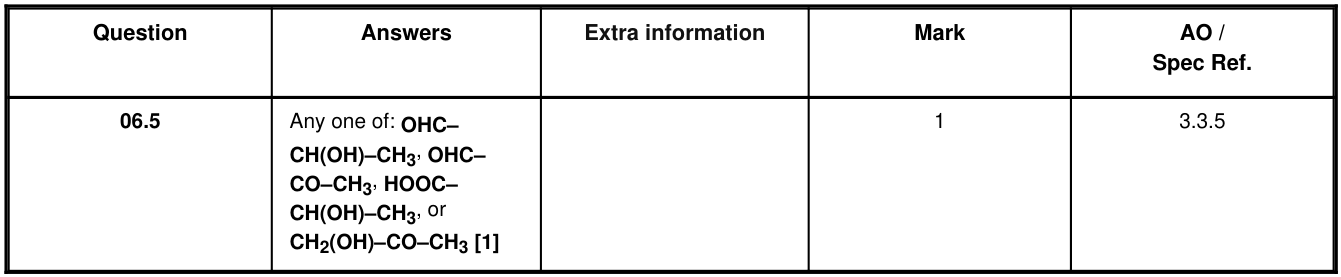 Question Answers Extra information Mark AO /
Spec Ref.
06.5 Any one of: OHC– 1 3.3.5
CH(OH)–CH3, OHC–
CO–CH3, HOOC–
CH(OH)–CH3, or
CH2(OH)–CO–CH3 [1]